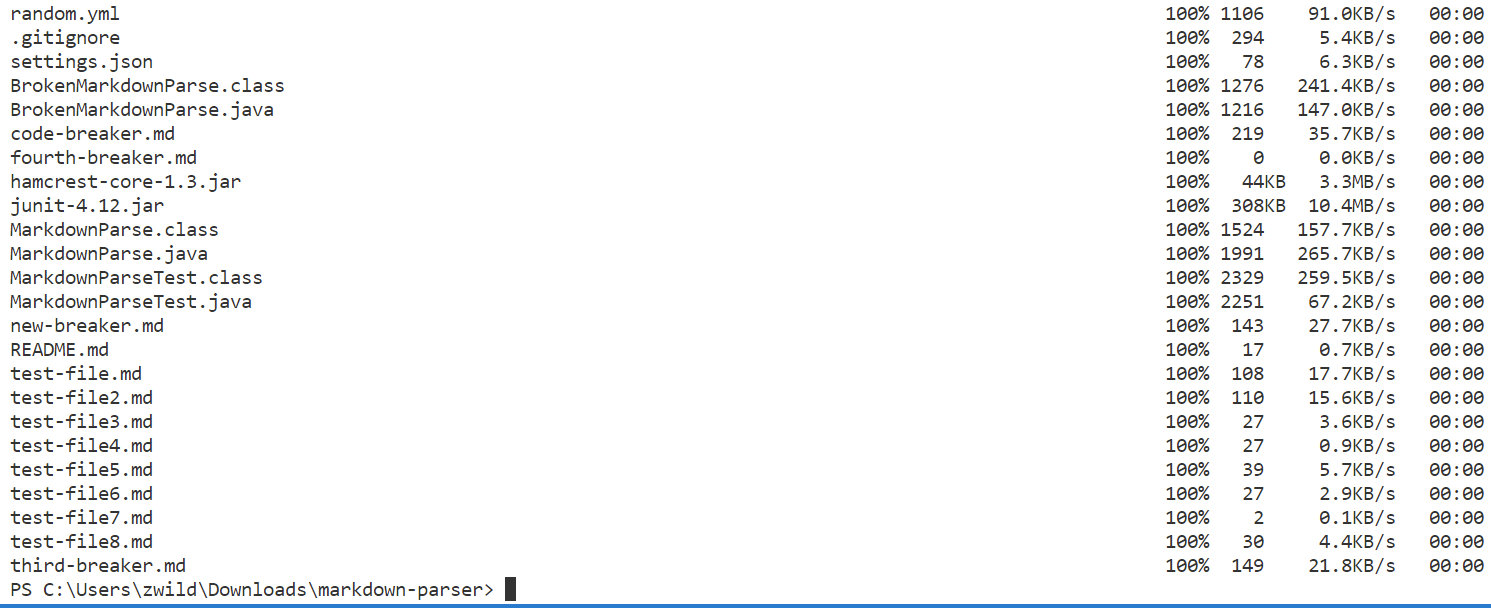 random.yml 100% 1106 91.0KB/s 00:00
.gitignore 100% 294 5.4KB/s 00:00
settings.json 100% 78 6.3KB/s 00:00
BrokenMarkdownParse.class 100% 1276 241.4KB/s 00:00
BrokenMarkdownParse.java 100% 1216 147.0KB/s 00:00
code-breaker.md 100% 219 35.7KB/s 00:00
fourth-breaker.md 100% 0 0.0KB/s 00:00
hamcrest-core-1.3.jar 100% 44KB 3.3MB/s 00:00
junit-4.12.jar 100% 308KB 10.4MB/s 00:00
MarkdownParse.class 100% 1524 157.7KB/s 00:00
MarkdownParse.java 100% 1991 265.7KB/s 00:00
MarkdownParseTest.class 100% 2329 259.5KB/s 00:00
MarkdownParseTest.java 100% 2251 67.2KB/s 00:00
new-breaker.md 100% 143 27.7KB/s 00:00
README.md 100% 17 0.7KB/s 00:00
test-file.md 100% 108 17.7KB/s 00:00
test-file2.md 100% 110 15.6KB/s 00:00
test-file3.md 100% 27 3.6KB/s 00:00
test-file4.md 100% 27 0.9KB/s 00:00
test-file5.md 100% 39 5.7KB/s 00:00
test-file6.md 100% 27 2.9KB/s 00:00
test-file7.md 100% 2 0.1KB/s 00:00
test-file8.md 100% 30 4.4KB/s 00:00
third-breaker.md 100% 149 21.8KB/s 00:00
PS C:\Users\zwild\Downloads\markdown-parser>